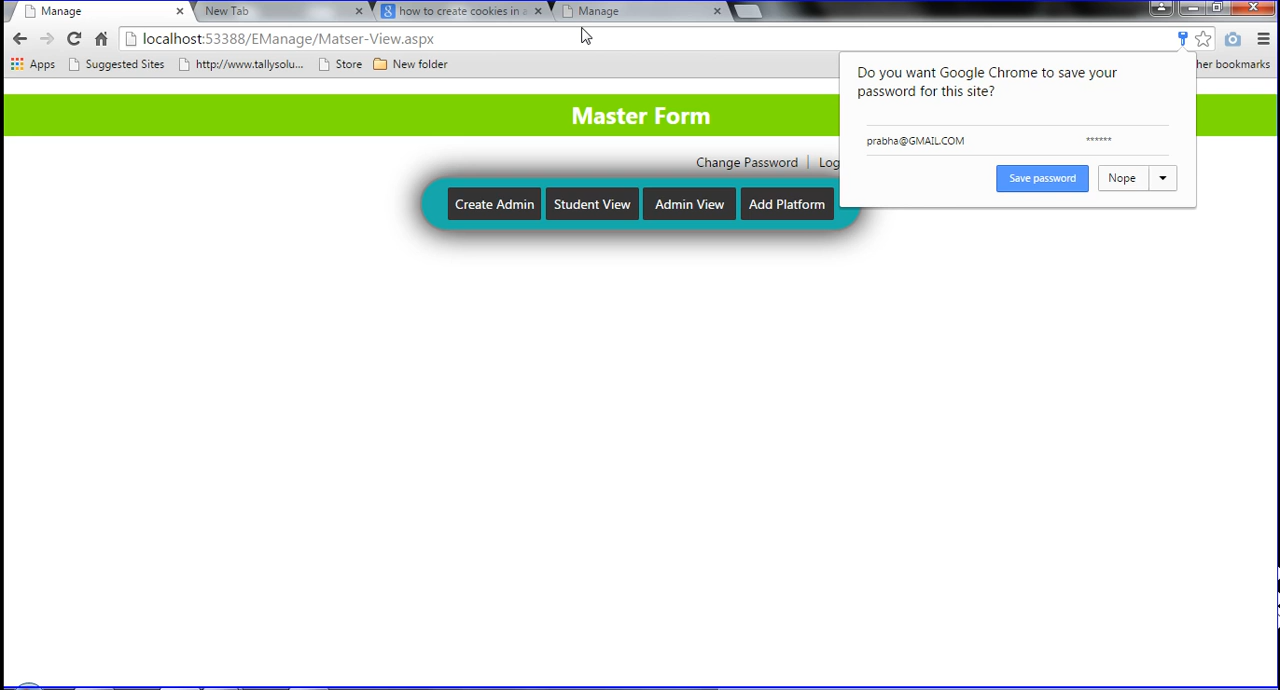 Manage
New Tab
how to create cookies in a
Manage
localhost:53388/EManage/Matser-View.aspx
Apps
Suggested Sites
http://www.tallysolu...
Store
New folder
her bookmarks
Do you want Google Chrome to save your
password for this site?
prabha@GMAIL.COM ******
Save password
Nope
Master Form
Change Password | Log
Create Admin
Student View
Admin View
Add Platform